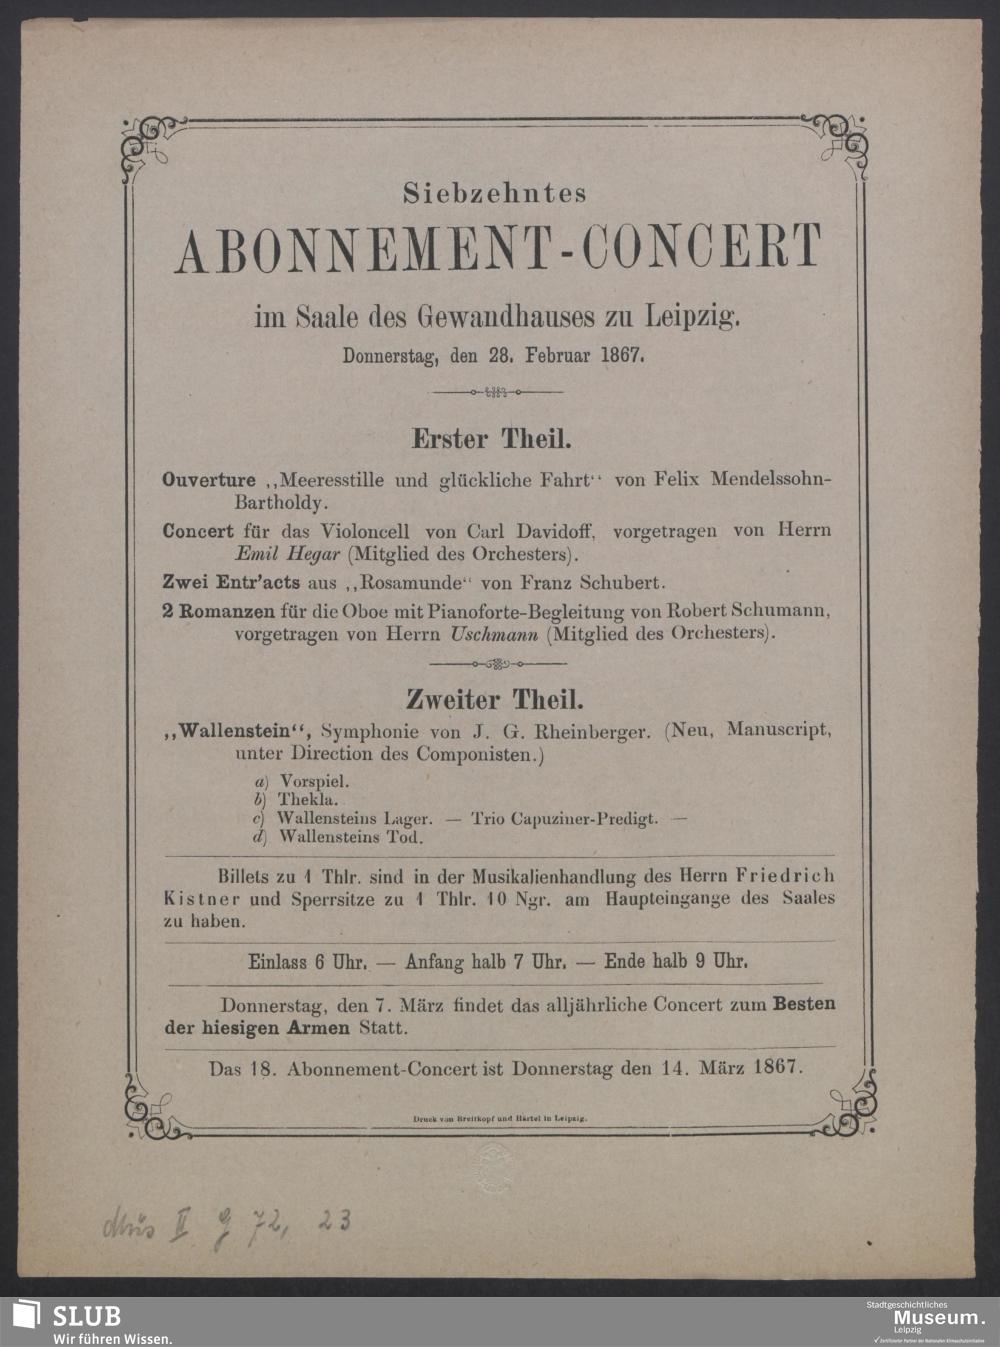 Siebzehntes
ABONNEMENT-CONCERT
im Saale des Gewandhauses zu Leipzig.
Donnerstag, den 28. Februar 1867.
Erster Theil.
Ouverture ,,Meeresstille und glückliche Fahrt“ von Felix Mendelssohn-
Bartholdy.
Concert für das Violoncell von Carl Davidoff, vorgetragen von Herrn
Emil Hegar (Mitglied des Orchesters).
Zwei Entr'acts aus ,,Rosamunde“ von Franz Schubert.
2 Romanzen für die Oboe mit Pianoforte-Begleitung von Robert Schumann,
vorgetragen von Herrn Uschmann (Mitglied des Orchesters).
Zweiter Theil.
,,Wallenstein“, Symphonie von J. G. Rheinberger. (Neu, Manuscript,
unter Direction des Componisten.)
a) Vorspiel.
b) Thekla.
c) Wallensteins Lager. — Trio Capuziner-Predigt. —
d) Wallensteins Tod.
Billets zu 1 Thlr. sind in der Musikalienhandlung des Herrn Friedrich
Kistner und Sperrsitze zu 1 Thlr. 10 Ngr. am Haupteingange des Saales
zu haben.
Einlass 6 Uhr. — Anfang halb 7 Uhr. — Ende halb 9 Uhr.
Donnerstag, den 7. März findet das alljährliche Concert zum Besten
der hiesigen Armen Statt.
Das 18. Abonnement-Concert ist Donnerstag den 14. März 1867.
Druck von Breitkopf und Härtel in Leipzig.
Mus II g 72, 23
SLUB
Wir führen Wissen.
Stadtgeschichtliches
Museum.
Leipzig
Zertifizierter Partner der Nationalen Klimaschutzinitiative